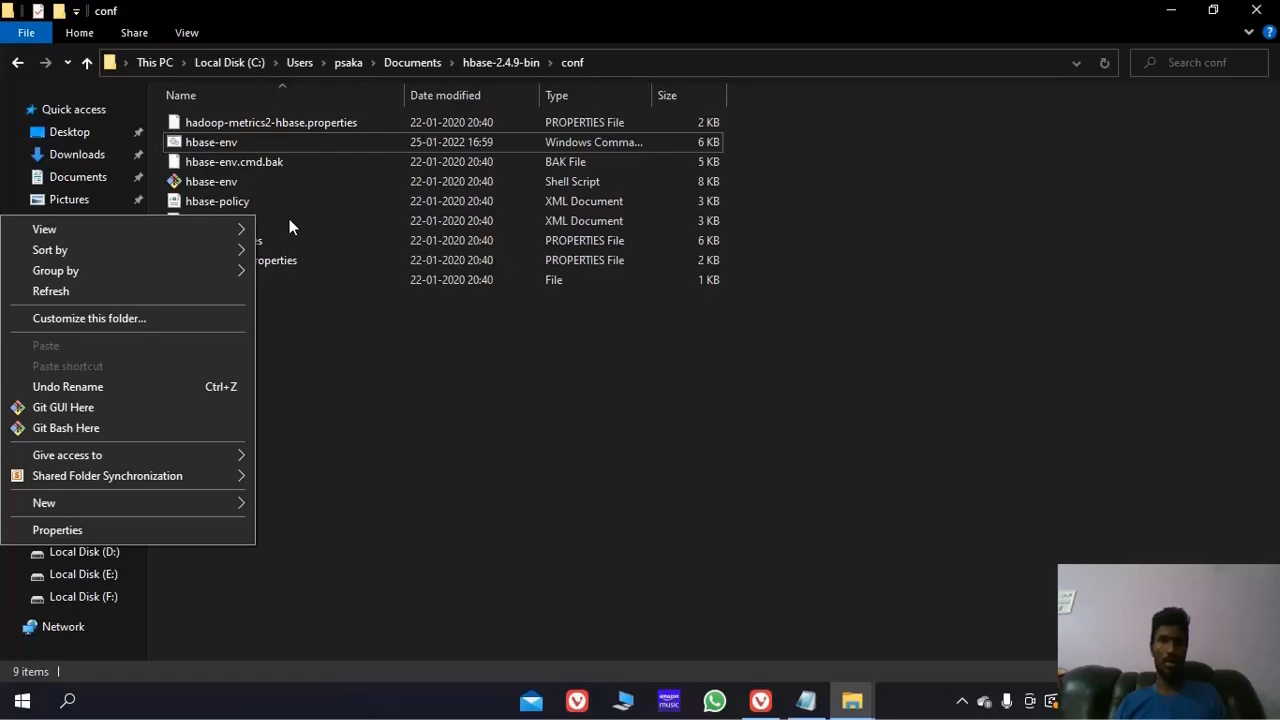 conf
File Home Share View
This PC Local Disk (C:) Users psaka Documents hbase-2.4.9-bin conf Search conf
Name Date modified Type Size
Quick access
Desktop
Downloads
Documents
Pictures
hadoop-metrics2-hbase.properties 22-01-2020 20:40 PROPERTIES File 2 KB
hbase-env 25-01-2022 16:59 Windows Comma... 6 KB
hbase-env.cmd.bak 22-01-2020 20:40 BAK File 5 KB
hbase-env 22-01-2020 20:40 Shell Script 8 KB
hbase-policy 22-01-2020 20:40 XML Document 3 KB
22-01-2020 20:40 XML Document 3 KB
es 22-01-2020 20:40 PROPERTIES File 6 KB
roperties 22-01-2020 20:40 PROPERTIES File 2 KB
22-01-2020 20:40 File 1 KB
View
Sort by
Group by
Refresh
Customize this folder...
Paste
Paste shortcut
Undo Rename Ctrl+Z
Git GUI Here
Git Bash Here
Give access to
Shared Folder Synchronization
New
Properties
Local Disk (D:)
Local Disk (E:)
Local Disk (F:)
Network
9 items
amazon music